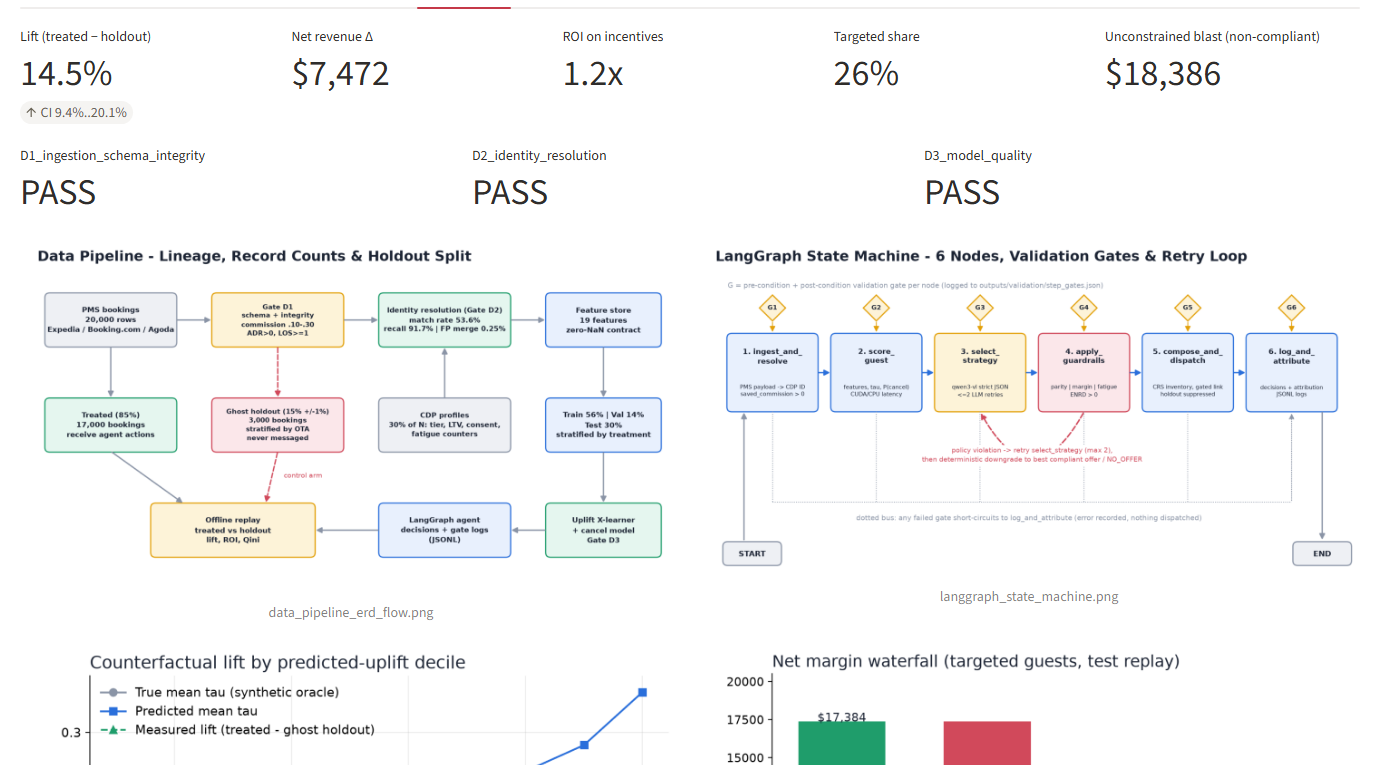 Lift (treated − holdout)
Net revenue Δ
ROI on incentives
Targeted share
Unconstrained blast (non-compliant)
14.5%
$7,472
1.2x
26%
$18,386
↑ CI 9.4%..20.1%
D1_ingestion_schema_integrity
D2_identity_resolution
D3_model_quality
PASS
PASS
PASS
Data Pipeline - Lineage, Record Counts & Holdout Split
PMS bookings
20,000 rows
Expedia / Booking.com / Agoda
Gate D1
schema + integrity
commission .10-.30
ADR>0, LOS>=1
Identity resolution (Gate D2)
match rate 53.6%
recall 91.7% | FP merge 0.25%
Feature store
19 features
zero-NaN contract
Treated (85%)
17,000 bookings
receive agent actions
Ghost holdout (15% +/-1%)
3,000 bookings
stratified by OTA
never messaged
CDP profiles
30% of N: tier, LTV, consent,
fatigue counters
Train 56% | Val 14%
Test 30%
stratified by treatment
control arm
Offline replay
treated vs holdout
lift, ROI, Qini
LangGraph agent
decisions + gate logs
(JSONL)
Uplift X-learner
+ cancel model
Gate D3
data_pipeline_erd_flow.png
LangGraph State Machine - 6 Nodes, Validation Gates & Retry Loop
G = pre-condition + post-condition validation gate per node (logged to outputs/validation/step_gates.json)
G1
G2
G3
G4
G5
G6
1. ingest_and_
resolve
PMS payload -> CDP ID
saved_commission > 0
2. score_
guest
features, tau, P(cancel)
CUDA/CPU latency
3. select_
strategy
qwen3-vl strict JSON
<=2 LLM retries
4. apply_
guardrails
parity | margin | fatigue
ENRD > 0
5. compose_and_
dispatch
CRS inventory, gated link
holdout suppressed
6. log_and_
attribute
decisions + attribution
JSONL logs
policy violation -> retry select_strategy (max 2),
then deterministic downgrade to best compliant offer / NO_OFFER
dotted bus: any failed gate short-circuits to log_and_attribute (error recorded, nothing dispatched)
START
END
langgraph_state_machine.png
Counterfactual lift by predicted-uplift decile
True mean tau (synthetic oracle)
Predicted mean tau
Measured lift (treated - ghost holdout)
0.3
Net margin waterfall (targeted guests, test replay)
20000
17500
15000
$17,384